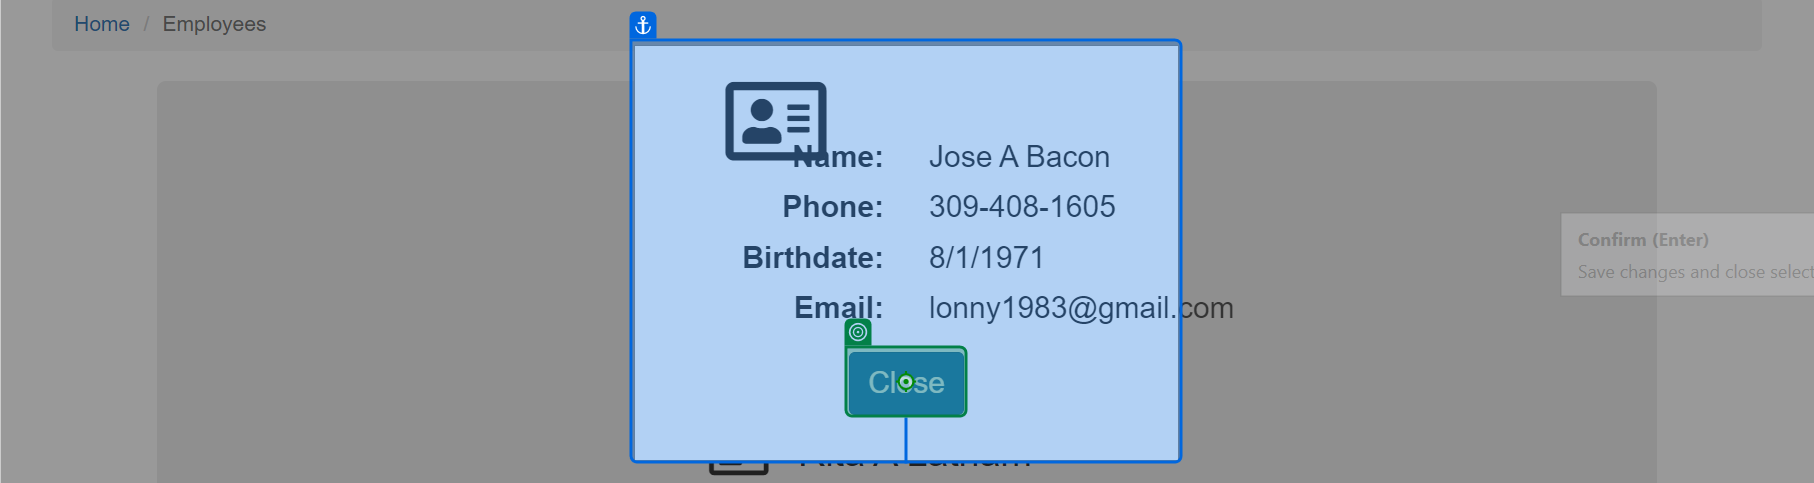 Home / Employees
Name: Jose A Bacon
Phone: 309-408-1605
Birthdate: 8/1/1971
Email: lonny1983@gmail.com
Confirm (Enter)
Save changes and close select
Close